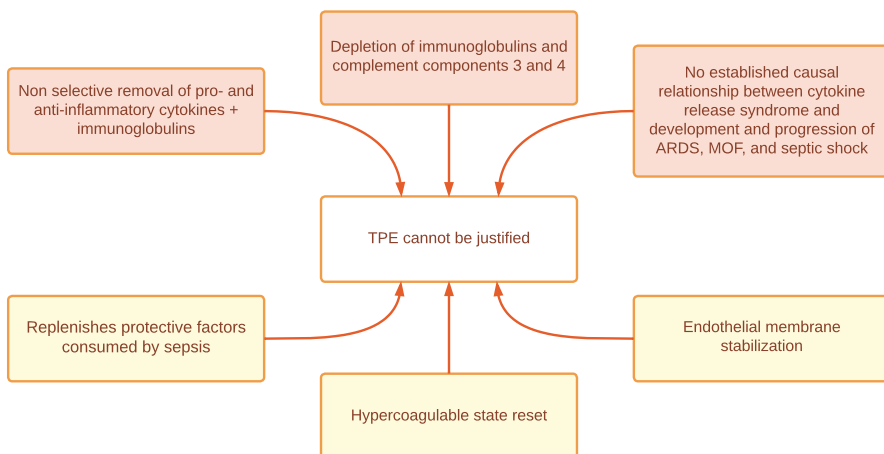 Depletion of immunoglobulins and
complement components 3 and 4
Non selective removal of pro- and
anti-inflammatory cytokines +
immunoglobulins
No established causal
relationship between cytokine
release syndrome and
development and progression of
ARDS, MOF, and septic shock
TPE cannot be justified
Replenishes protective factors
consumed by sepsis
Endothelial membrane
stabilization
Hypercoagulable state reset